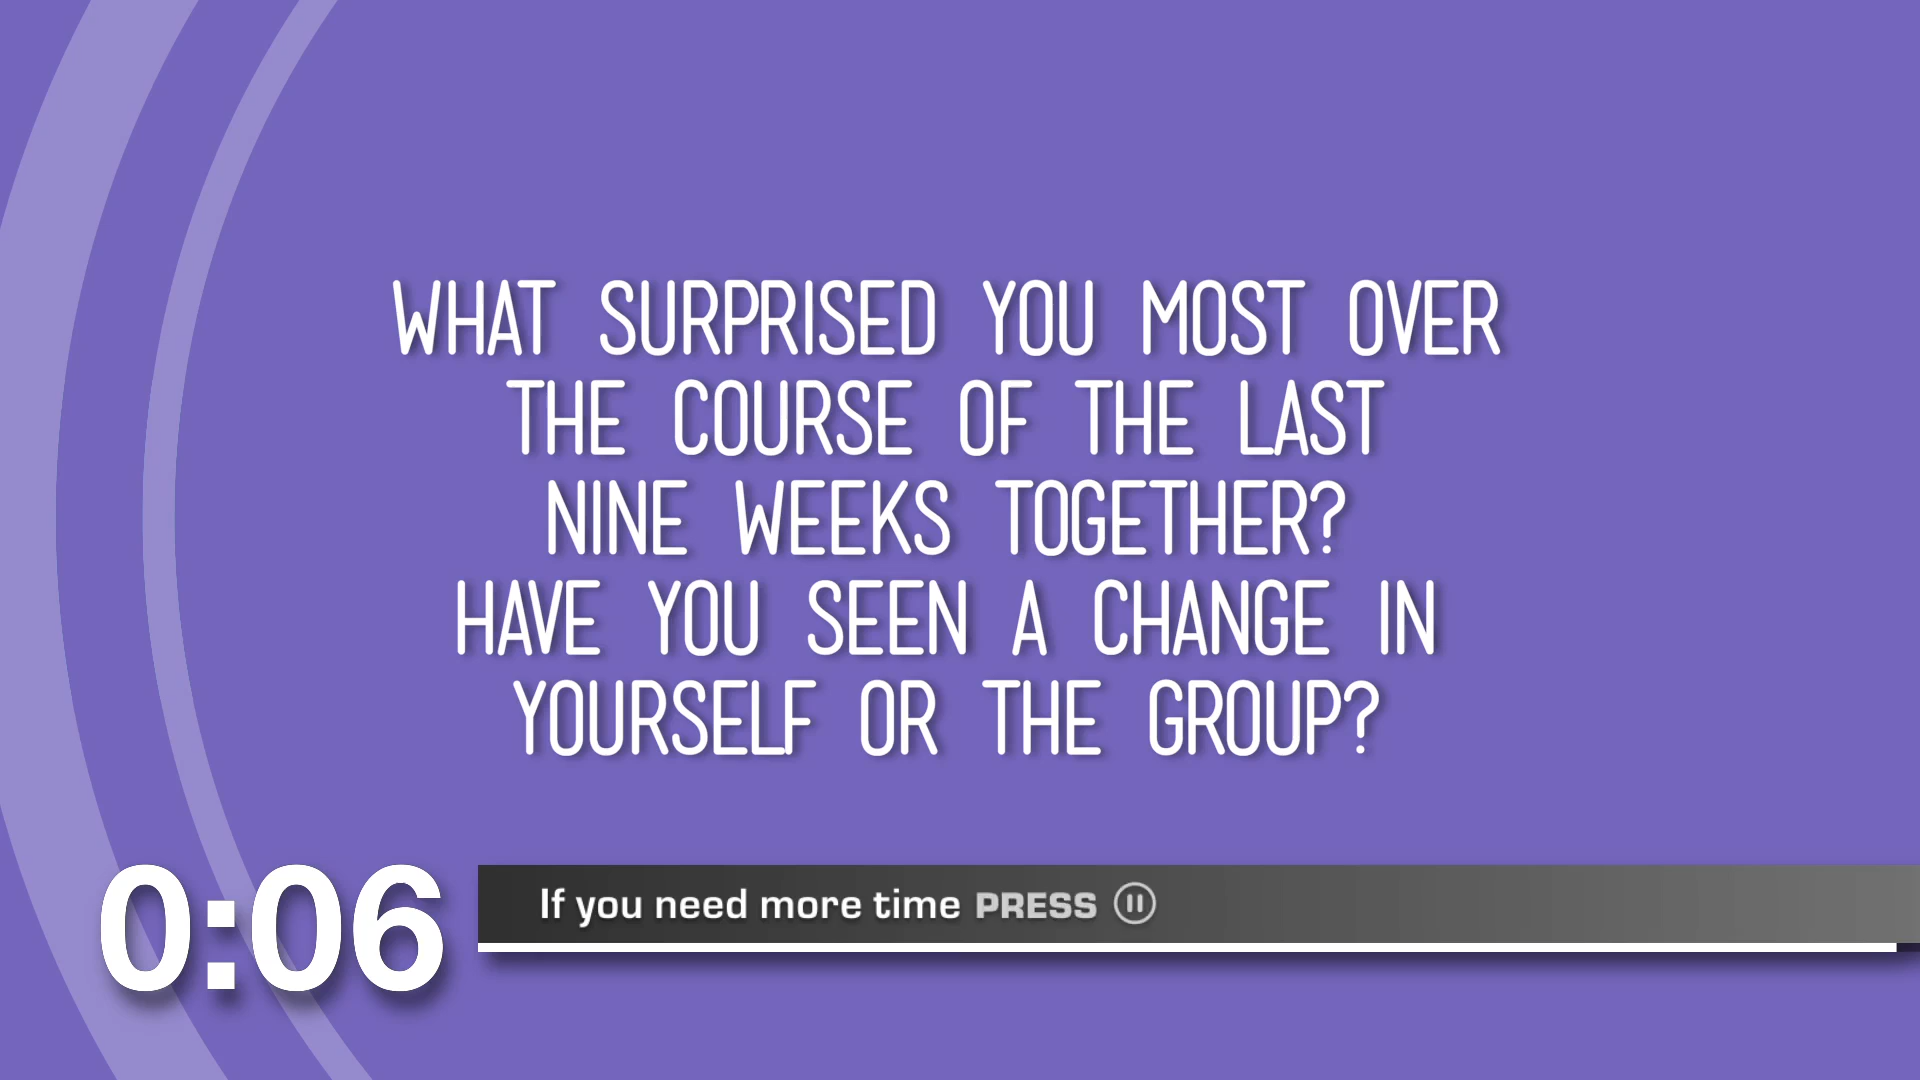 WHAT SURPRISED YOU MOST OVER
THE COURSE OF THE LAST
NINE WEEKS TOGETHER?
HAVE YOU SEEN A CHANGE IN
YOURSELF OR THE GROUP?
0:06
If you need more time PRESS